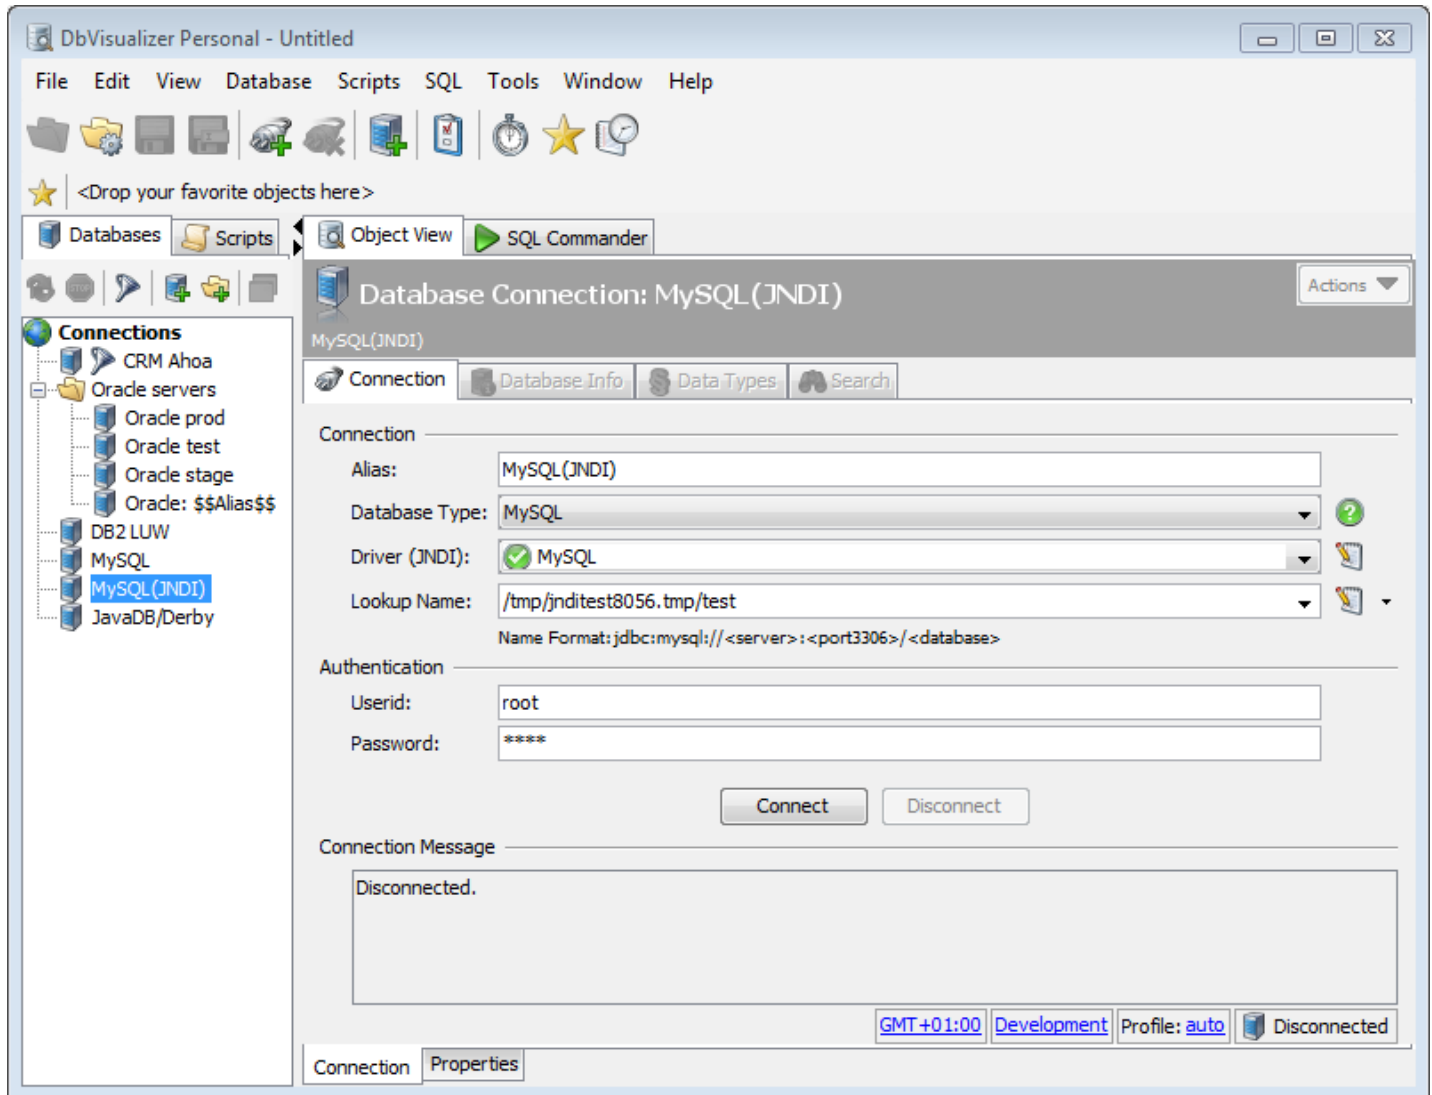 DbVisualizer Personal - Untitled
File Edit View Database Scripts SQL Tools Window Help
<Drop your favorite objects here>
Databases Scripts Object View SQL Commander
Database Connection: MySQL(JNDI) Actions
MySQL(JNDI)
Connections
CRM Ahoa
Oracle servers
Oracle prod
Oracle test
Oracle stage
Oracle: $$Alias$$
DB2 LUW
MySQL
MySQL(JNDI)
JavaDB/Derby
Connection Database Info Data Types Search
Connection
Alias: MySQL(JNDI)
Database Type: MySQL
Driver (JNDI): MySQL
Lookup Name: /tmp/jnditest8056.tmp/test
Name Format: jdbc:mysql://<server>:<port3306>/<database>
Authentication
Userid: root
Password: ****
Connect Disconnect
Connection Message
Disconnected.
GMT+01:00 Development Profile: auto Disconnected
Connection Properties